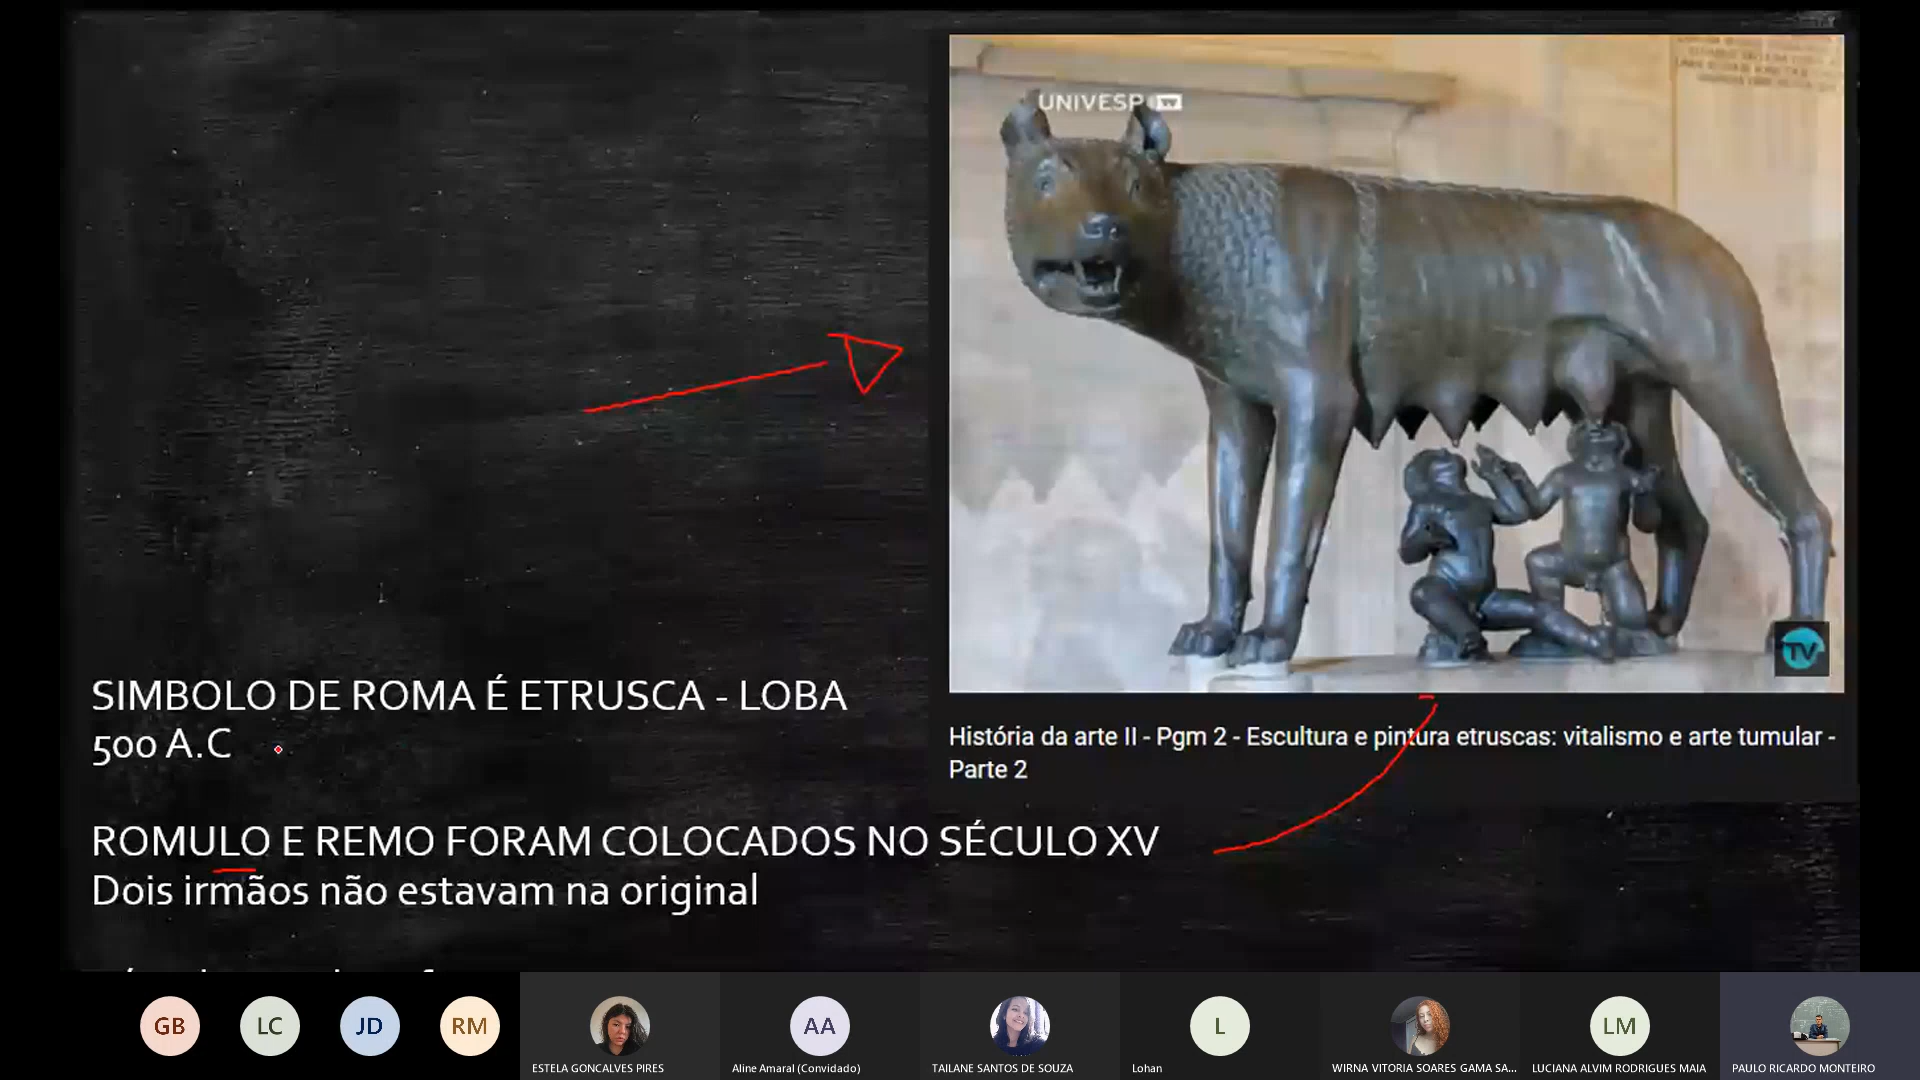 UNIVESP TV
TV
SIMBOLO DE ROMA É ETRUSCA - LOBA
500 A.C
História da arte II - Pgm 2 - Escultura e pintura etruscas: vitalismo e arte tumular -
Parte 2
ROMULO E REMO FORAM COLOCADOS NO SÉCULO XV
Dois irmãos não estavam na original
GB
LC
JD
RM
AA
L
LM
ESTELA GONCALVES PIRES
Aline Amaral (Convidado)
TAILANE SANTOS DE SOUZA
Lohan
WIRNA VITORIA SOARES GAMA SA...
LUCIANA ALVIM RODRIGUES MAIA
PAULO RICARDO MONTEIRO